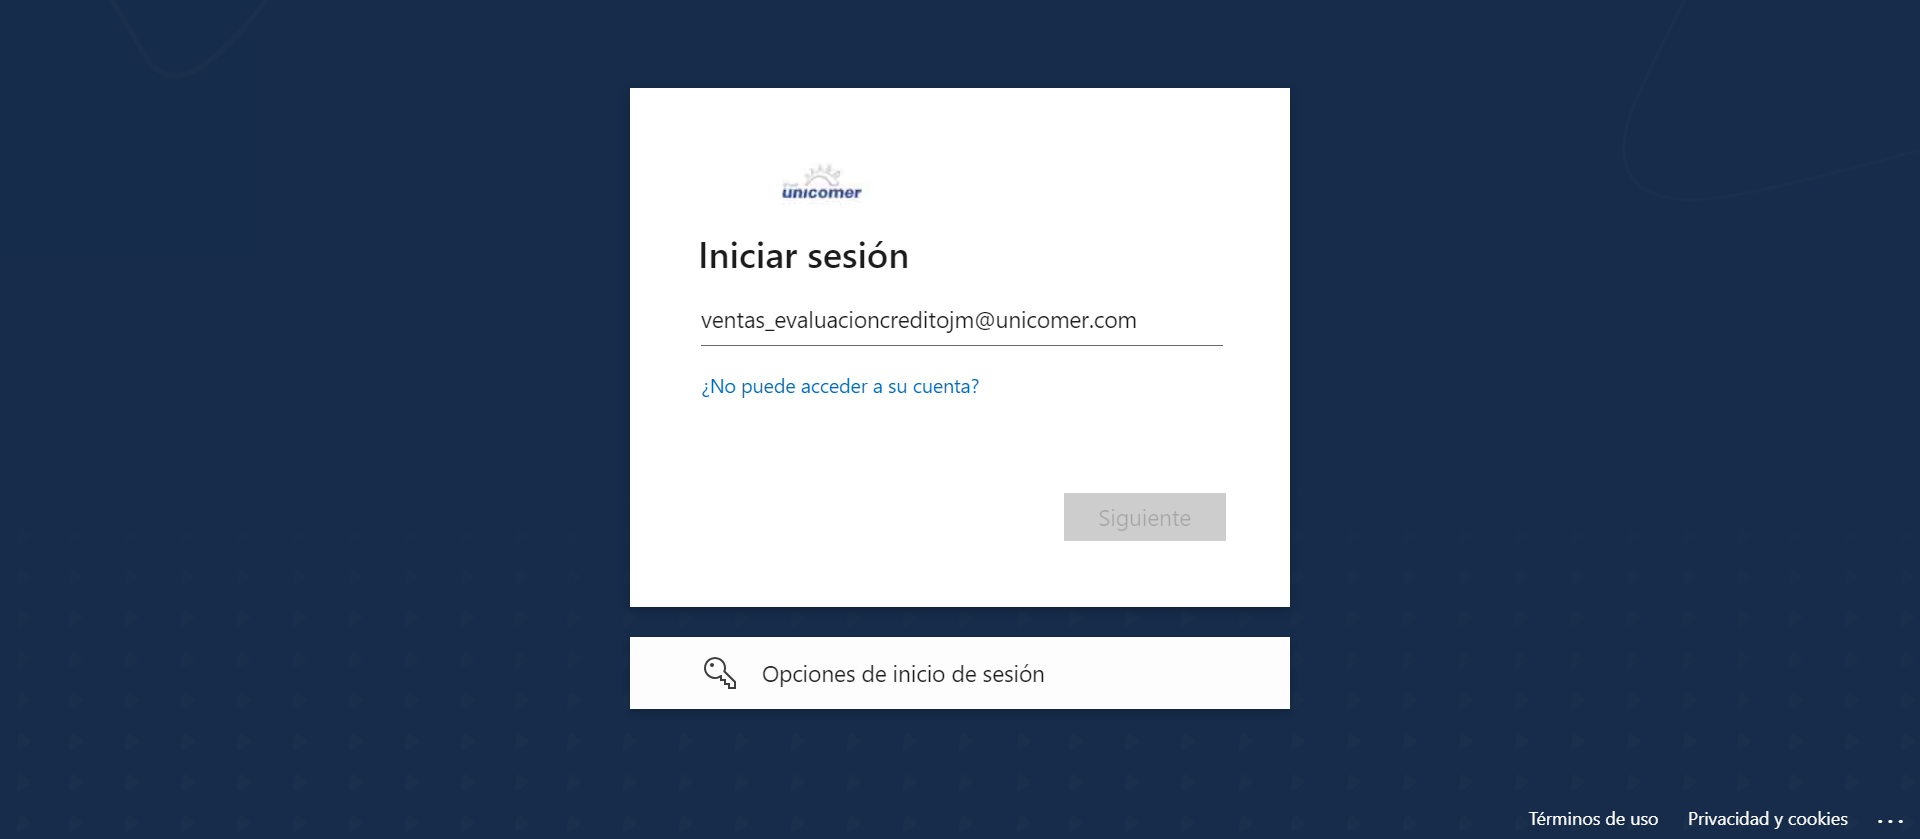 unicomer
Iniciar sesión
ventas_evaluacioncreditojm@unicomer.com
¿No puede acceder a su cuenta?
Siguiente
Opciones de inicio de sesión
Términos de uso
Privacidad y cookies
...